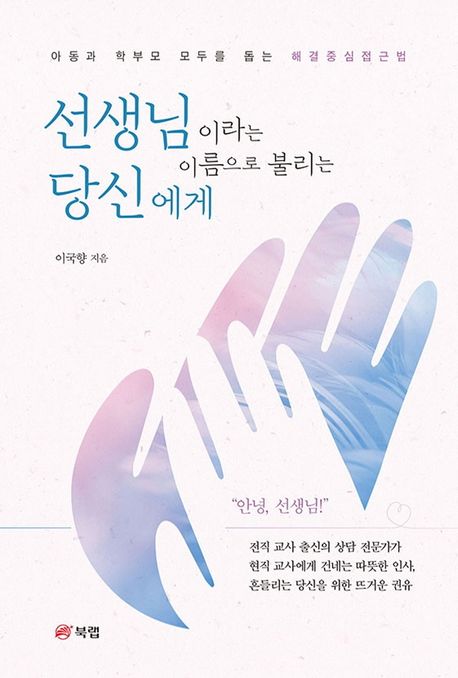 아동과 학부모 모두를 돕는 해결중심접근법
선생님이라는
이름으로 불리는
당신에게
이국향 지음
“안녕, 선생님!”
전직 교사 출신의 상담 전문가가
현직 교사에게 건네는 따뜻한 인사,
흔들리는 당신을 위한 뜨거운 권유
북랩